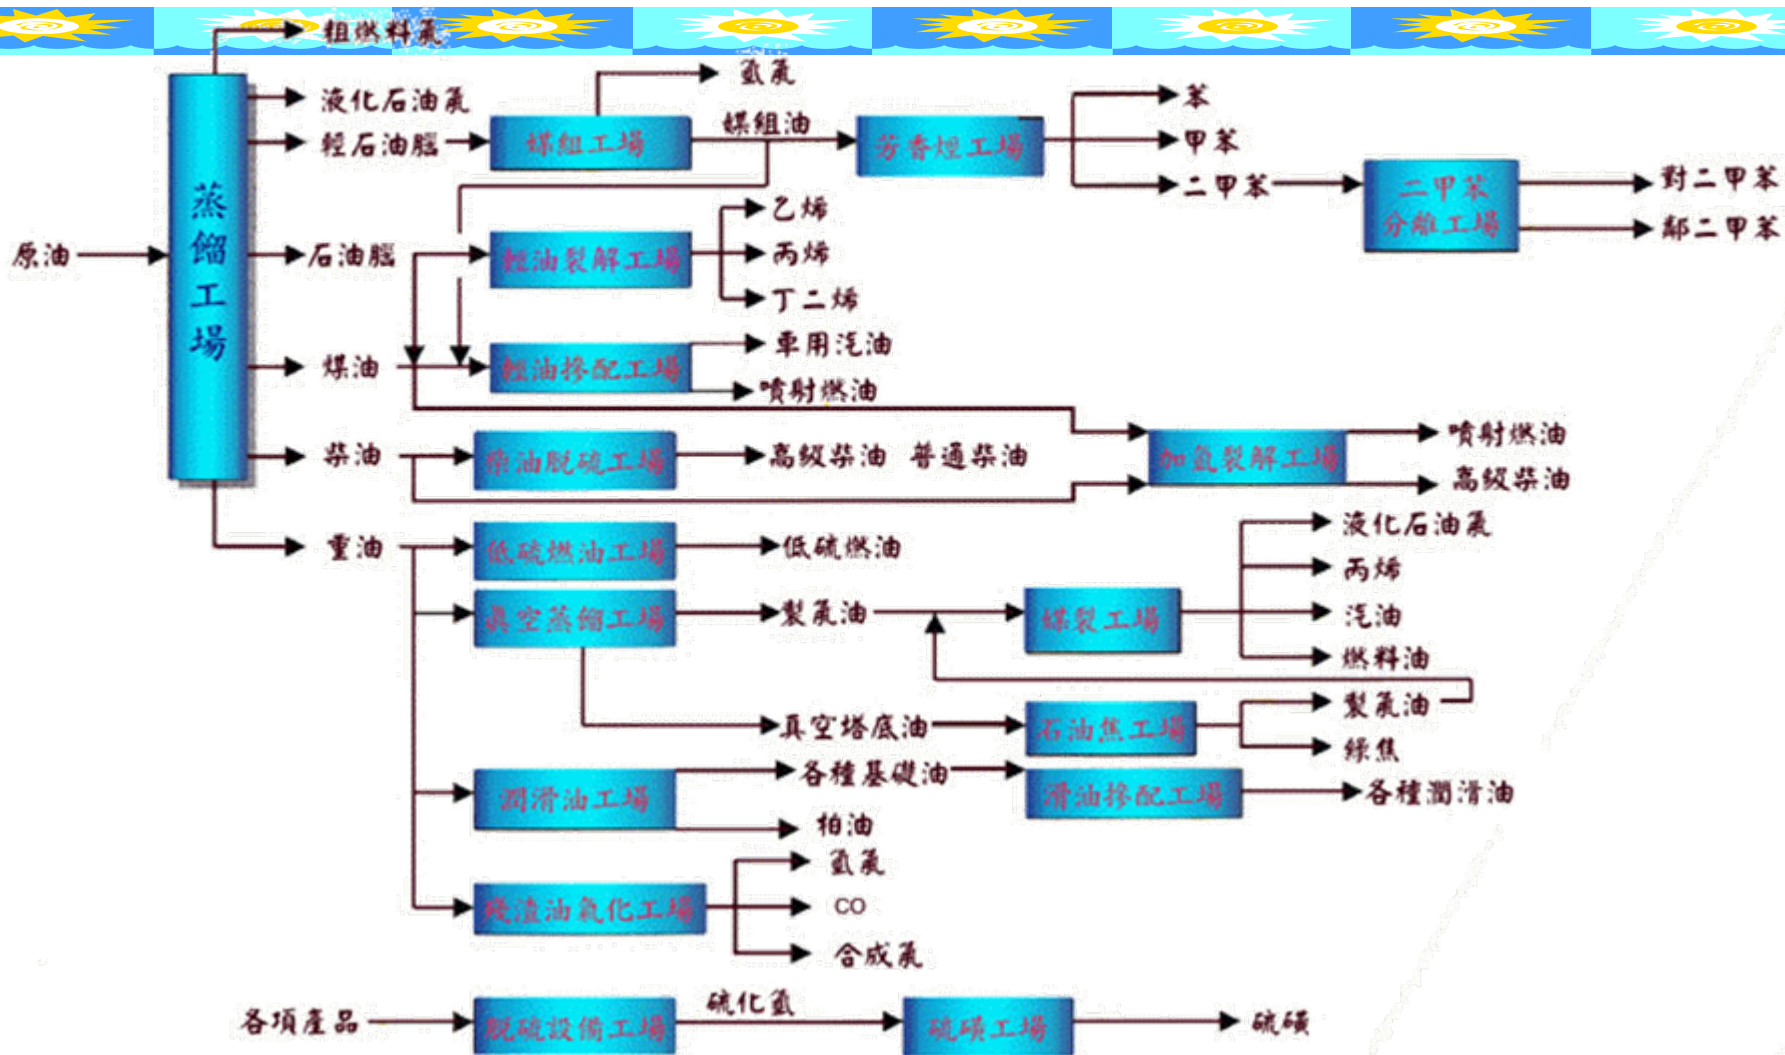 粗燃料氣
氫氣
液化石油氣
苯
輕石油腦
媒組工場
媒組油
芳香烴工場
甲苯
二甲苯
二甲苯
分離工場
對二甲苯
鄰二甲苯
蒸餾工場
乙烯
原油
石油腦
輕油裂解工場
丙烯
丁二烯
車用汽油
煤油
輕油摻配工場
噴射燃油
噴射燃油
柴油
柴油脫硫工場
高級柴油 普通柴油
加氫裂解工場
高級柴油
液化石油氣
重油
低硫燃油工場
低硫燃油
丙烯
真空蒸餾工場
製氣油
媒裂工場
汽油
燃料油
製氣油
真空塔底油
石油焦工場
綠焦
潤滑油工場
各種基礎油
滑油摻配工場
各種潤滑油
柏油
氫氣
殘渣油氣化工場
CO
合成氣
各項產品
脫硫設備工場
硫化氫
硫磺工場
硫磺